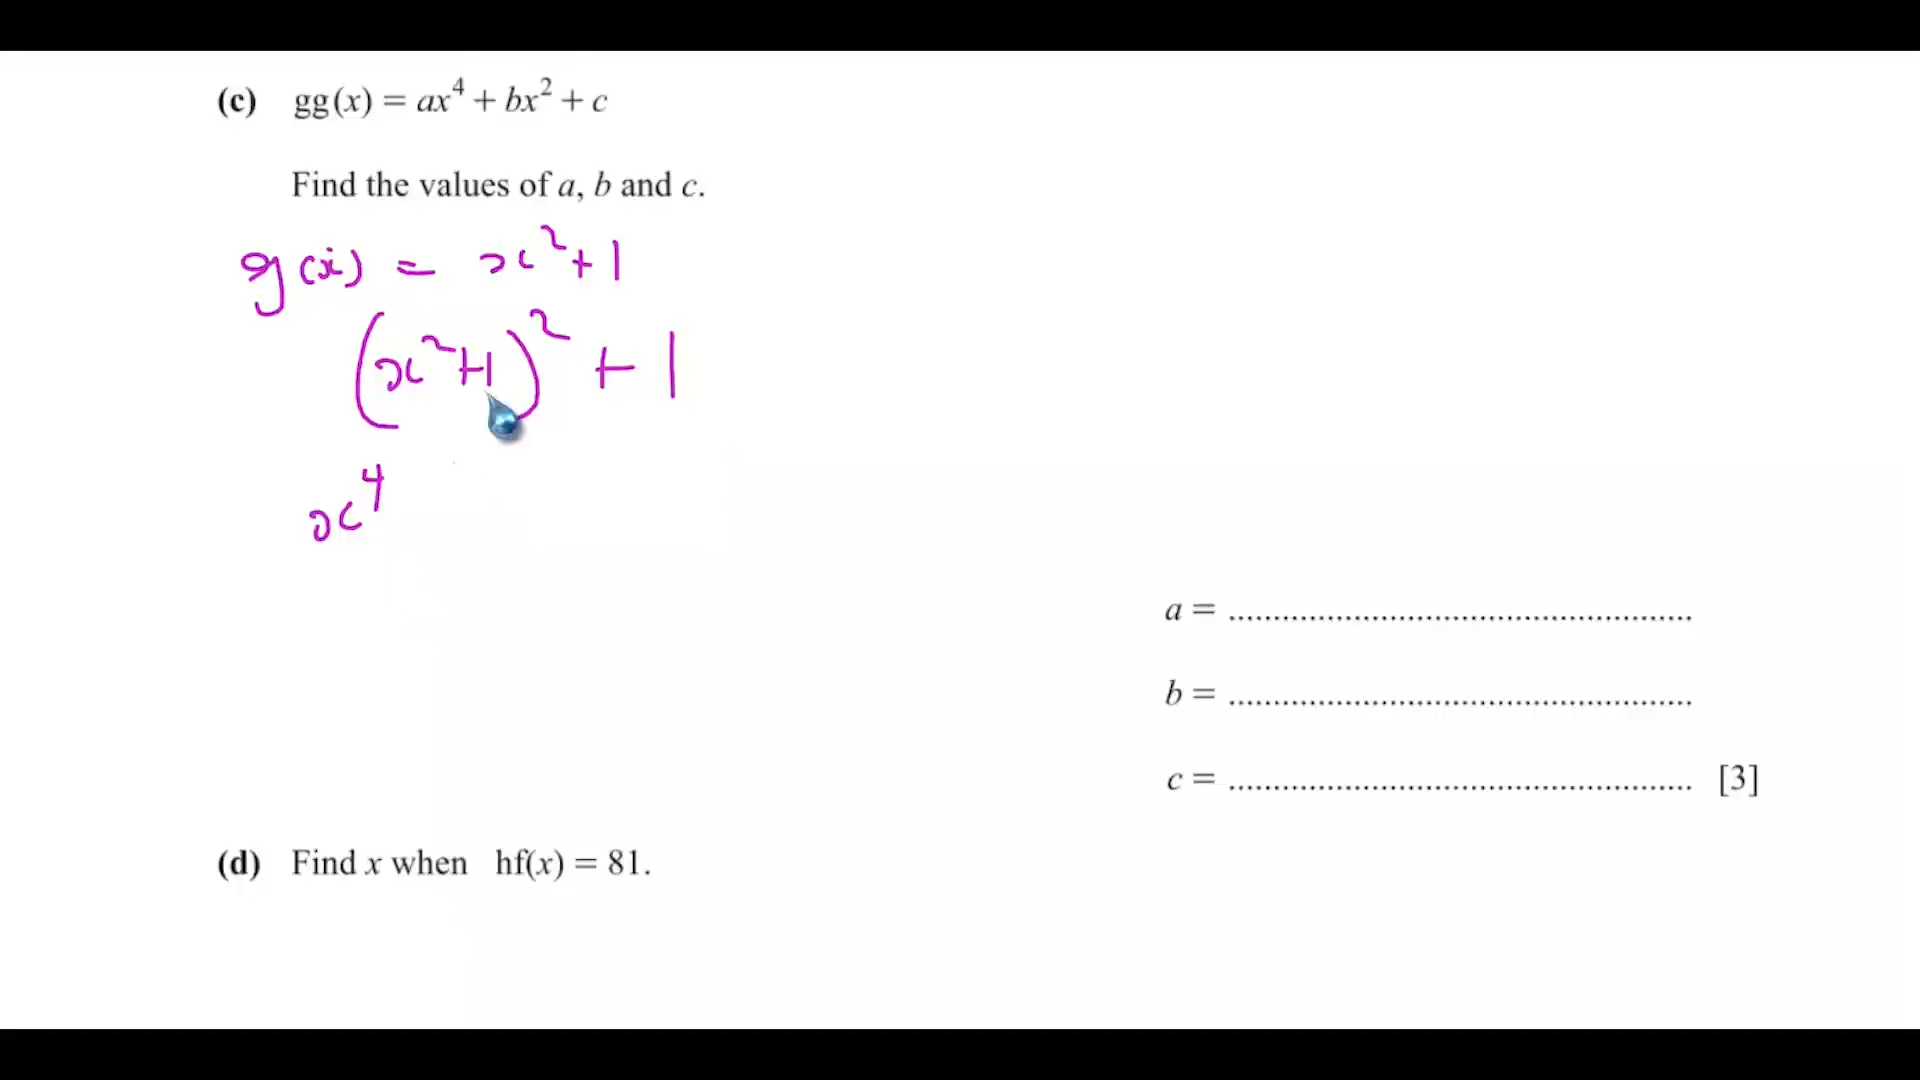 (c) gg(x) = ax⁴ + bx² + c
Find the values of a, b and c.
g(x) = x² + 1
(x² + 1)² + 1
x⁴
a = ....................................................
b = ....................................................
c = .................................................... [3]
(d) Find x when hf(x) = 81.